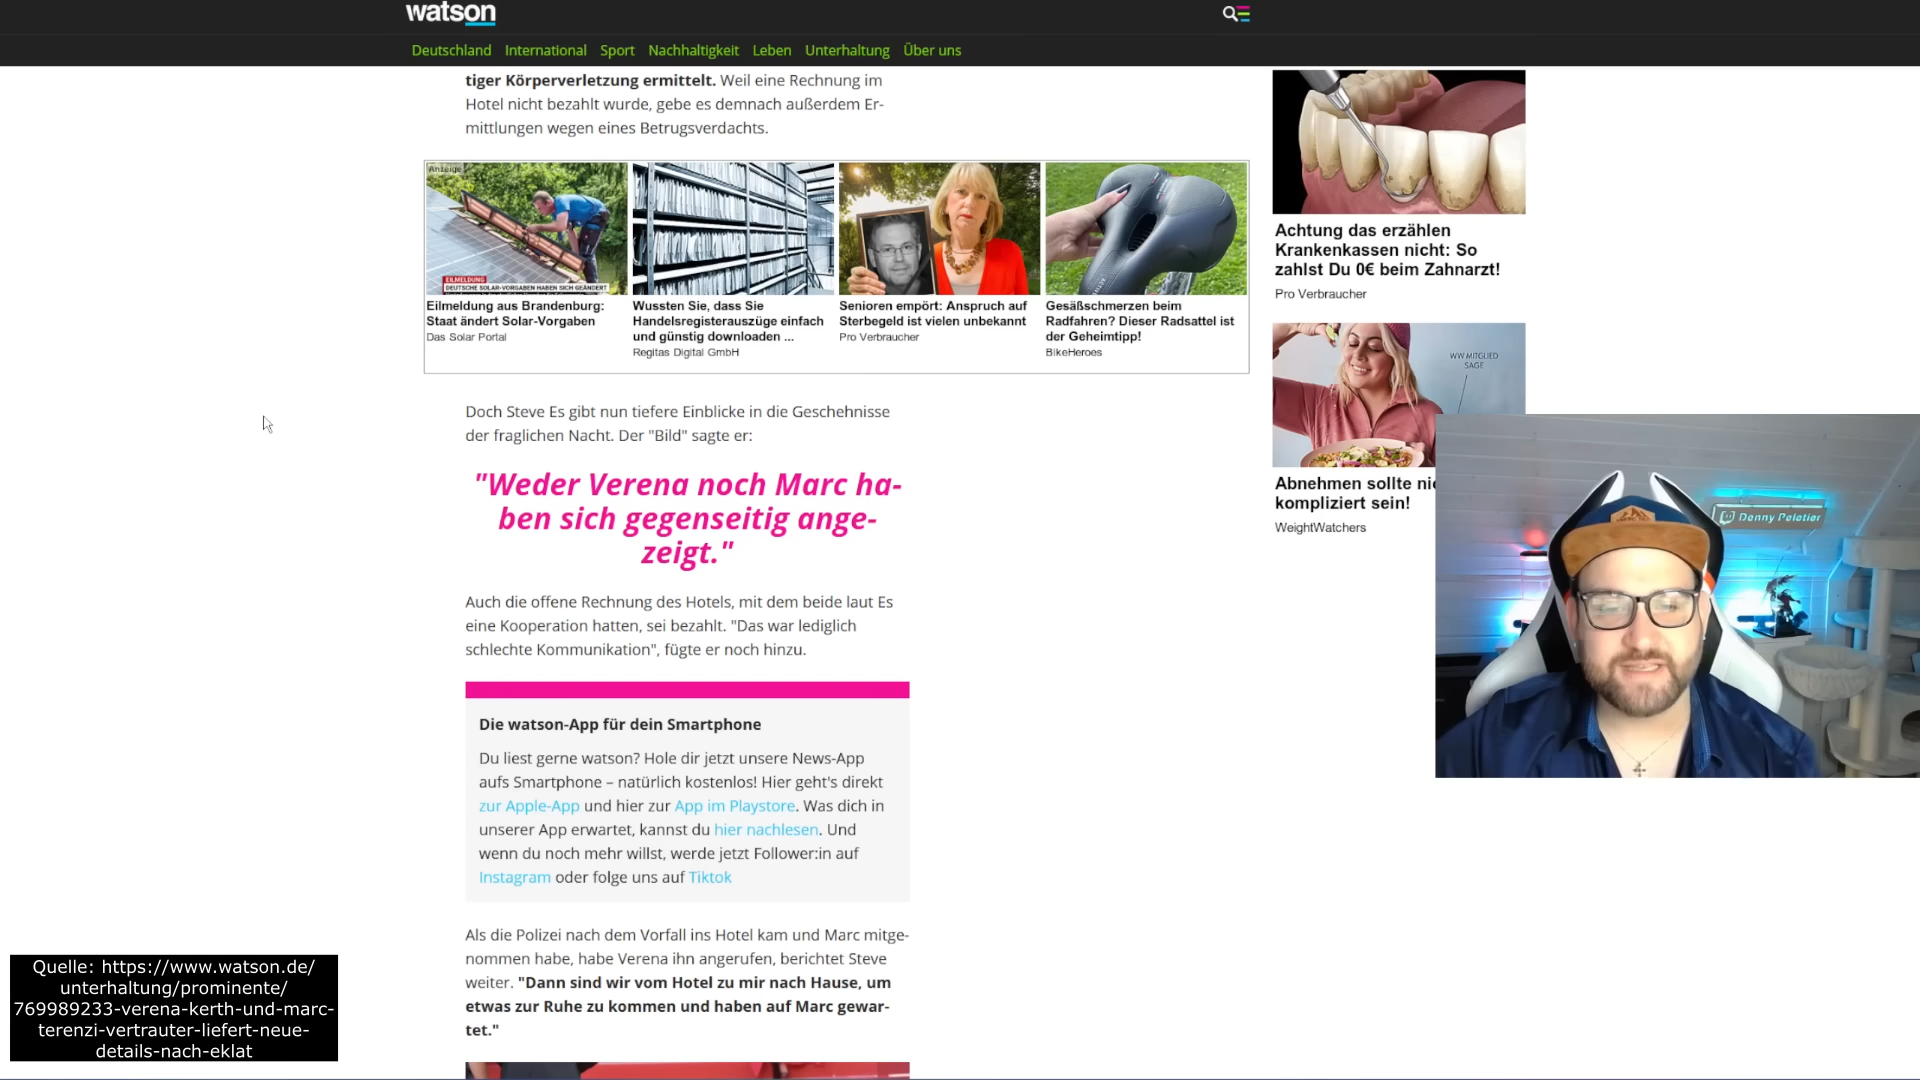 watson
Deutschland International Sport Nachhaltigkeit Leben Unterhaltung Über uns
tiger Körperverletzung ermittelt. Weil eine Rechnung im
Hotel nicht bezahlt wurde, gebe es demnach außerdem Er-
mittlungen wegen eines Betrugsverdachts.
Anzeige
EILMELDUNG
DEUTSCHE SOLAR-VORGABEN HABEN SICH GEÄNDERT
Eilmeldung aus Brandenburg:
Staat ändert Solar-Vorgaben
Das Solar Portal
Wussten Sie, dass Sie
Handelsregisterauszüge einfach
und günstig downloaden ...
Regitas Digital GmbH
Senioren empört: Anspruch auf
Sterbegeld ist vielen unbekannt
Pro Verbraucher
Gesäßschmerzen beim
Radfahren? Dieser Radsattel ist
der Geheimtipp!
BikeHeroes
Achtung das erzählen
Krankenkassen nicht: So
zahlst Du 0€ beim Zahnarzt!
Pro Verbraucher
WW MITGLIED
SAGE
Abnehmen sollte
kompliziert sein!
WeightWatchers
Doch Steve Es gibt nun tiefere Einblicke in die Geschehnisse
der fraglichen Nacht. Der "Bild" sagte er:
"Weder Verena noch Marc ha-
ben sich gegenseitig ange-
zeigt."
Auch die offene Rechnung des Hotels, mit dem beide laut Es
eine Kooperation hatten, sei bezahlt. "Das war lediglich
schlechte Kommunikation", fügte er noch hinzu.
Die watson-App für dein Smartphone
Du liest gerne watson? Hole dir jetzt unsere News-App
aufs Smartphone – natürlich kostenlos! Hier geht's direkt
zur Apple-App und hier zur App im Playstore. Was dich in
unserer App erwartet, kannst du hier nachlesen. Und
wenn du noch mehr willst, werde jetzt Follower:in auf
Instagram oder folge uns auf Tiktok
Als die Polizei nach dem Vorfall ins Hotel kam und Marc mitge-
nommen habe, habe Verena ihn angerufen, berichtet Steve
weiter. "Dann sind wir vom Hotel zu mir nach Hause, um
etwas zur Ruhe zu kommen und haben auf Marc gewar-
tet."
Denny Peletier
Quelle: https://www.watson.de/
unterhaltung/prominente/
769989233-verena-kerth-und-marc-
terenzi-vertrauter-liefert-neue-
details-nach-eklat